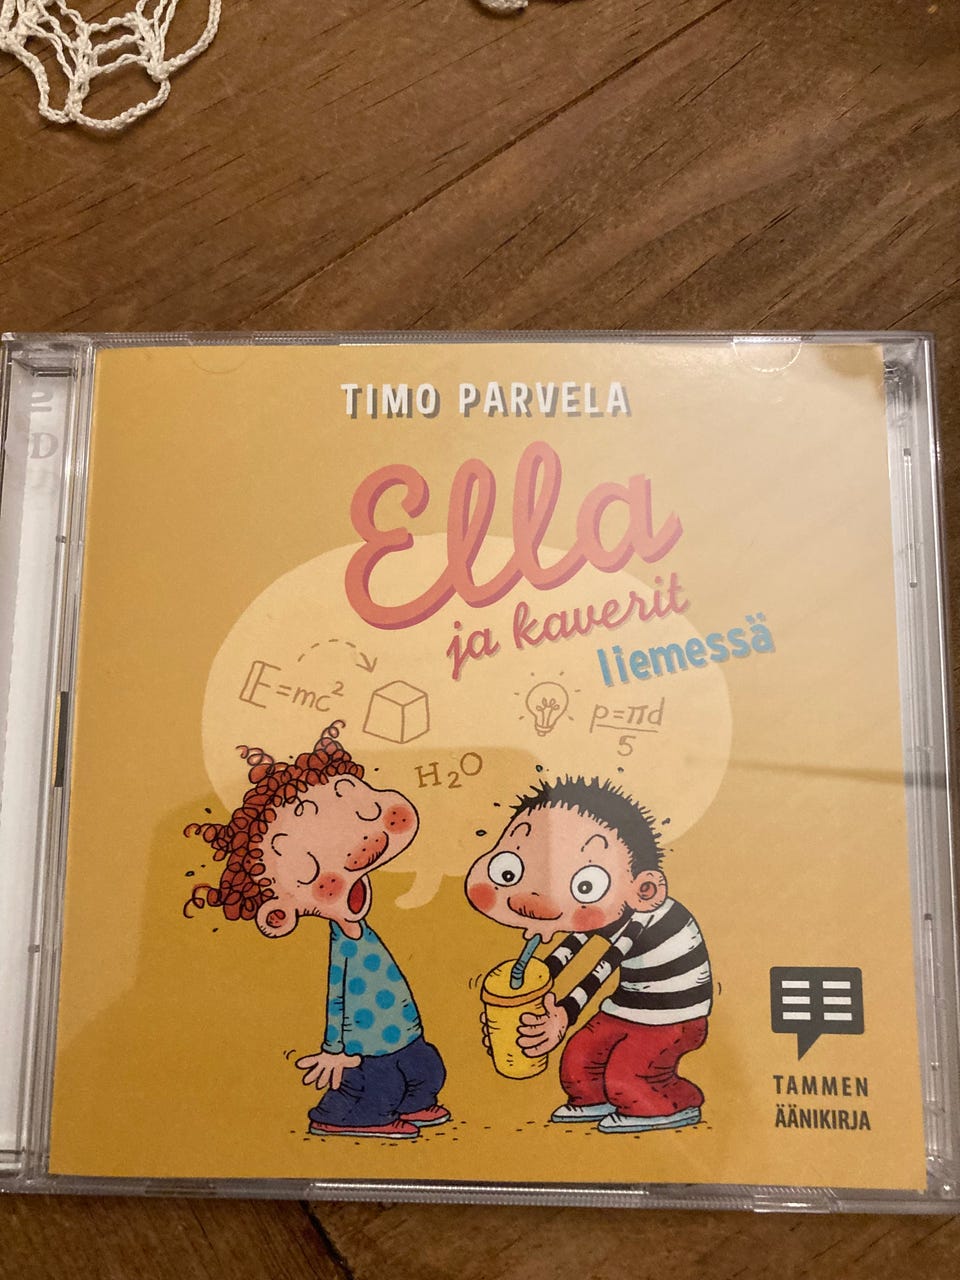 TIMO PARVELA
Ella
ja kaverit
liemessä
E=mc²
H₂O
p=πd
5
TAMMEN
ÄÄNIKIRJA